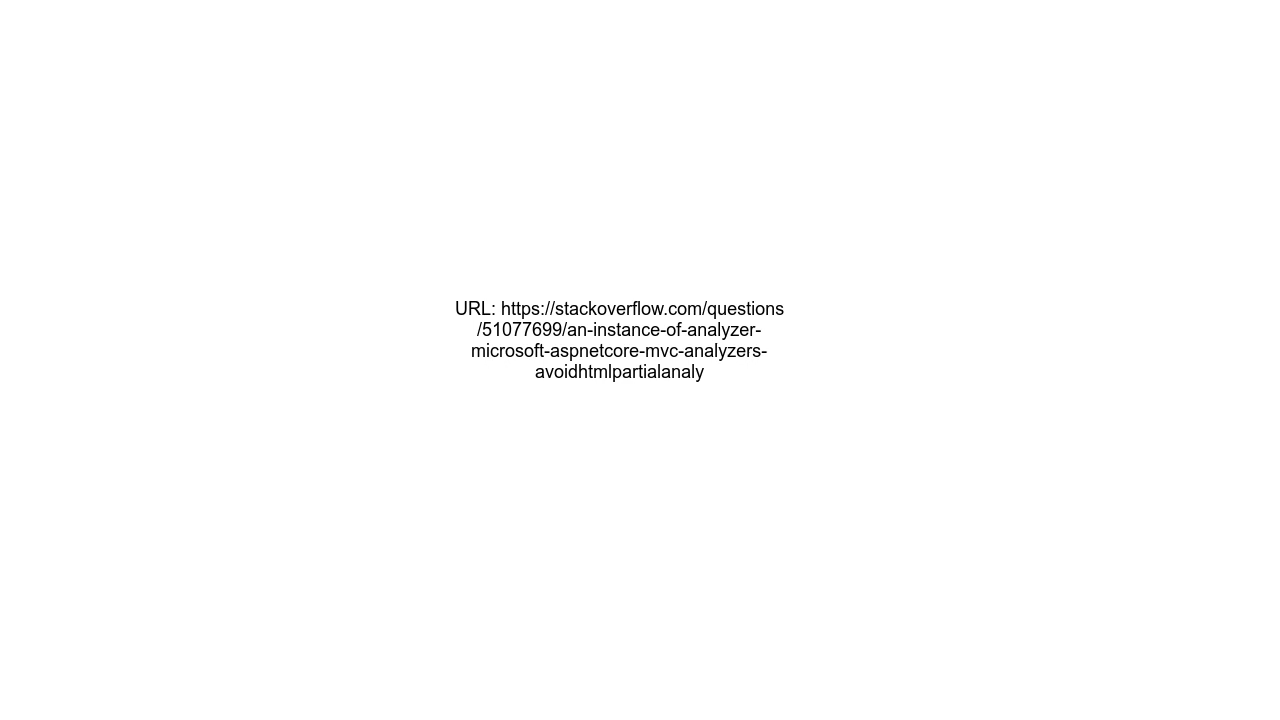 URL: https://stackoverflow.com/questions
/51077699/an-instance-of-analyzer-
microsoft-aspnetcore-mvc-analyzers-
avoidhtmlpartialanaly